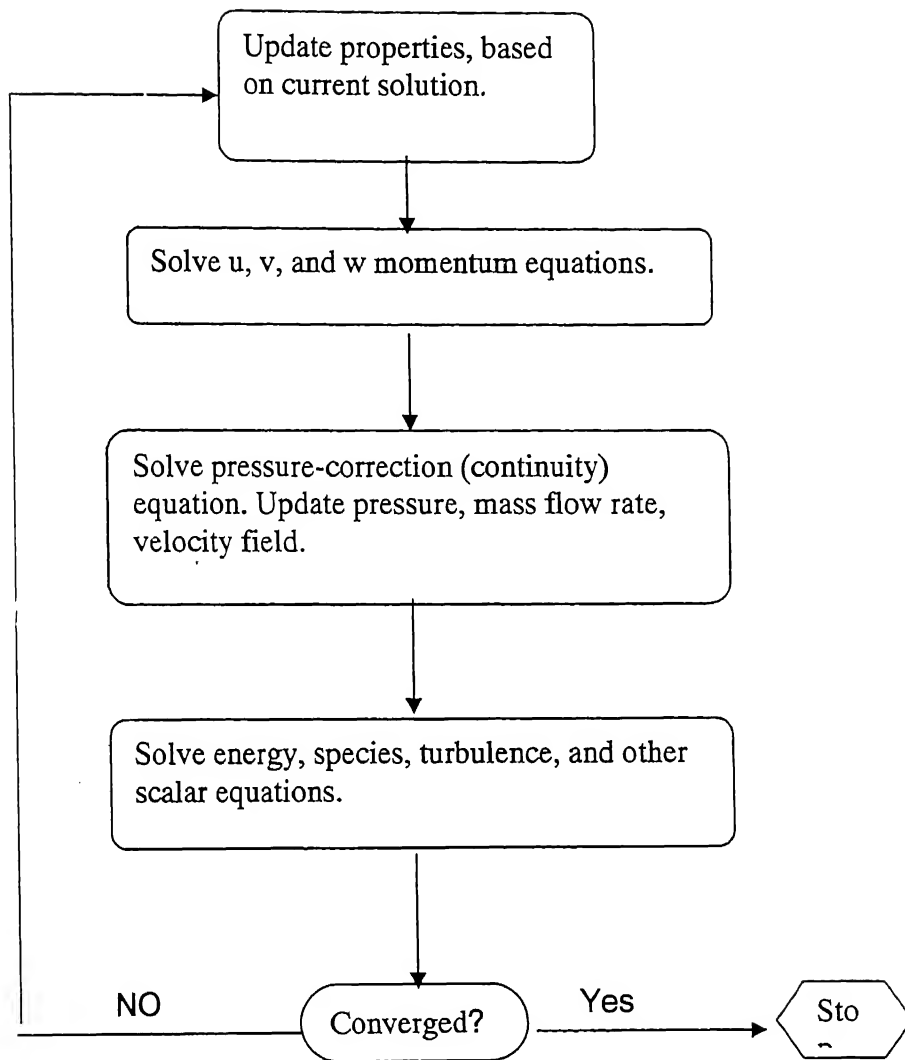 Update properties, based
on current solution.
Solve u, v, and w momentum equations.
Solve pressure-correction (continuity)
equation. Update pressure, mass flow rate,
velocity field.
Solve energy, species, turbulence, and other
scalar equations.
NO
Converged?
Yes
Sto